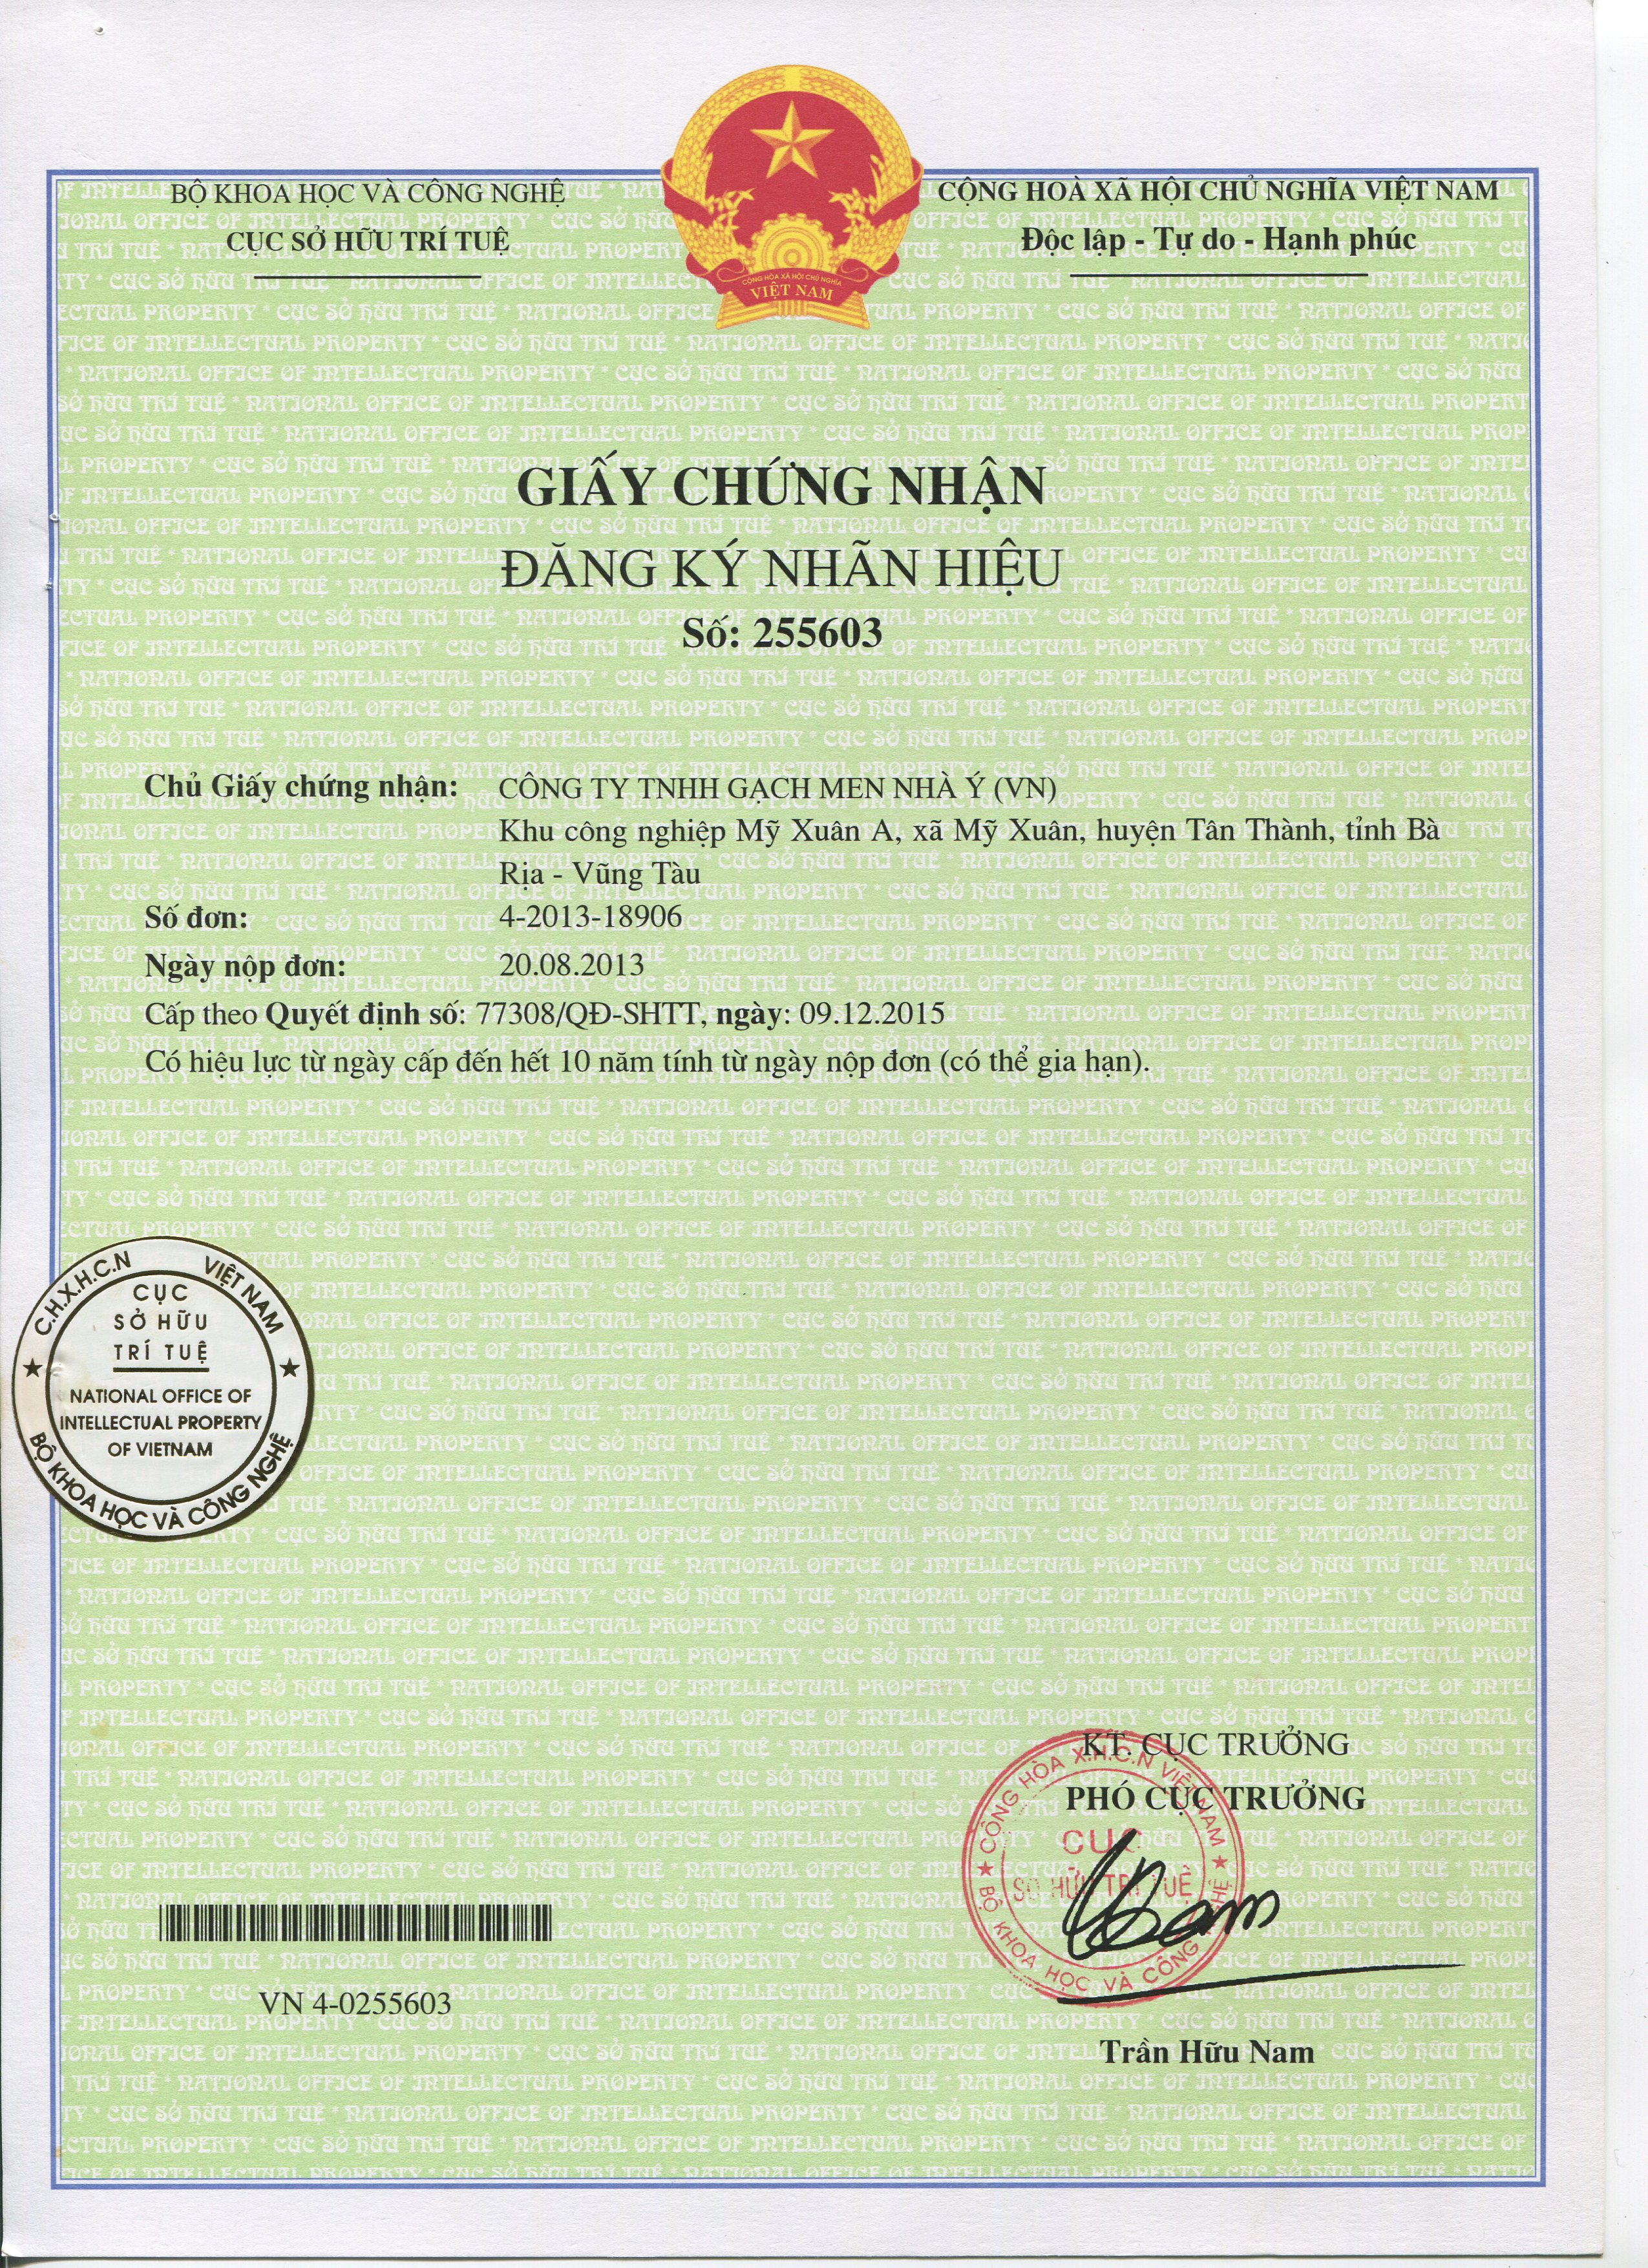 BỘ KHOA HỌC VÀ CÔNG NGHỆ
CỤC SỞ HỮU TRÍ TUỆ
CỘNG HOÀ XÃ HỘI CHỦ NGHĨA VIỆT NAM
Độc lập - Tự do - Hạnh phúc
CỘNG HÒA XÃ HỘI CHỦ NGHĨA
VIỆT NAM
GIẤY CHỨNG NHẬN
ĐĂNG KÝ NHÃN HIỆU
Số: 255603
Chủ Giấy chứng nhận: CÔNG TY TNHH GẠCH MEN NHÀ Ý (VN)
Khu công nghiệp Mỹ Xuân A, xã Mỹ Xuân, huyện Tân Thành, tỉnh Bà
Rịa - Vũng Tàu
Số đơn: 4-2013-18906
Ngày nộp đơn: 20.08.2013
Cấp theo Quyết định số: 77308/QĐ-SHTT, ngày: 09.12.2015
Có hiệu lực từ ngày cấp đến hết 10 năm tính từ ngày nộp đơn (có thể gia hạn).
C.H.X.H.C.N VIỆT NAM
CỤC
SỞ HỮU
TRÍ TUỆ
NATIONAL OFFICE OF
INTELLECTUAL PROPERTY
OF VIETNAM
BỘ KHOA HỌC VÀ CÔNG NGHỆ
KT. CỤC TRƯỞNG
PHÓ CỤC TRƯỞNG
CỘNG HÒA X.H.C.N VIỆT NAM
CỤC
SỞ HỮU TRÍ TUỆ
BỘ KHOA HỌC VÀ CÔNG NGHỆ
VN 4-0255603
Trần Hữu Nam